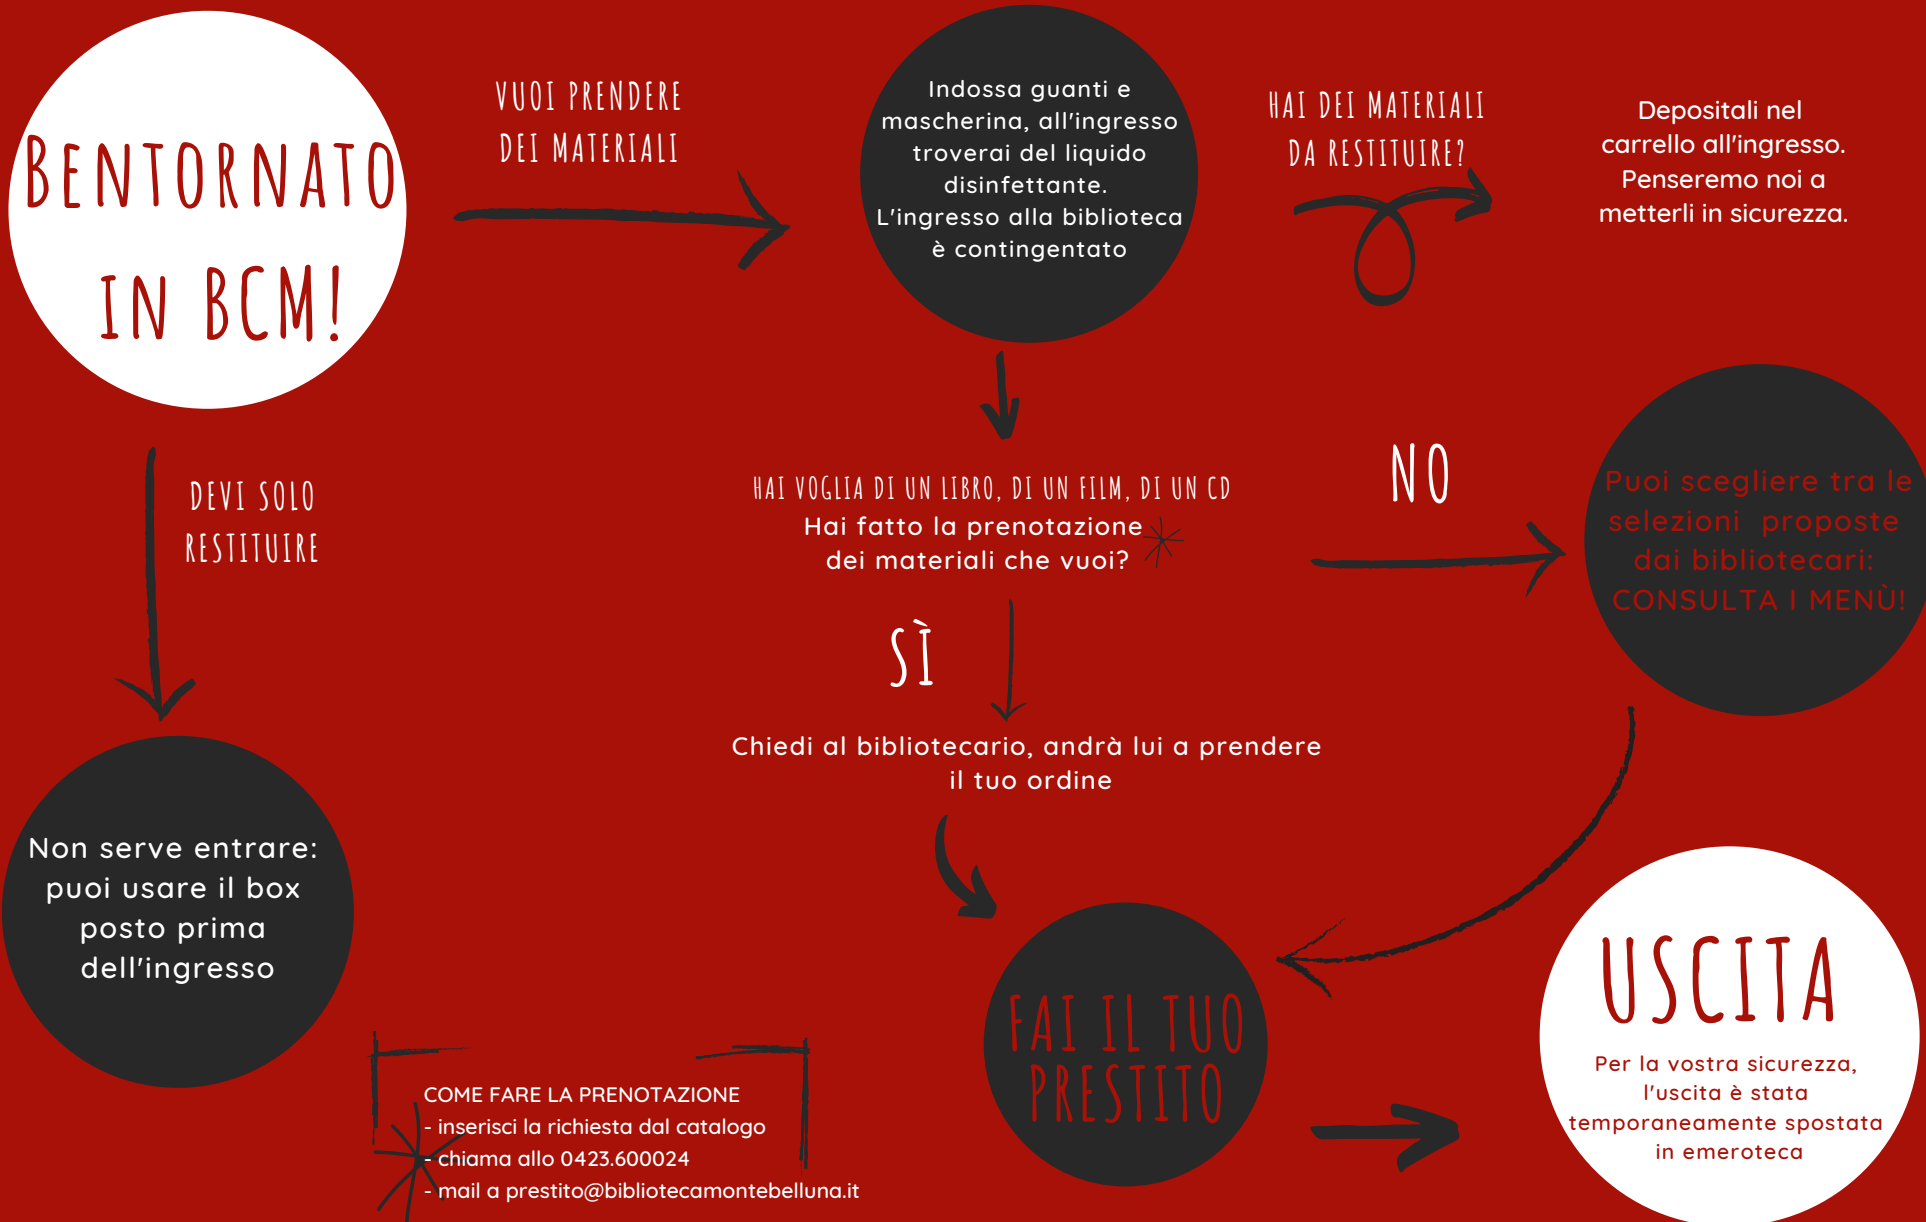 BENTORNATO
IN BCM!
VUOI PRENDERE
DEI MATERIALI
Indossa guanti e
mascherina, all'ingresso
troverai del liquido
disinfettante.
L'ingresso alla biblioteca
è contingentato
HAI DEI MATERIALI
DA RESTITUIRE?
Depositali nel
carrello all'ingresso.
Penseremo noi a
metterli in sicurezza.
DEVI SOLO
RESTITUIRE
Non serve entrare:
puoi usare il box
posto prima
dell'ingresso
HAI VOGLIA DI UN LIBRO, DI UN FILM, DI UN CD
Hai fatto la prenotazione
dei materiali che vuoi?
NO
Puoi scegliere tra le
selezioni proposte
dai bibliotecari:
CONSULTA I MENÙ!
SÌ
Chiedi al bibliotecario, andrà lui a prendere
il tuo ordine
FAI IL TUO
PRESTITO
USCITA
Per la vostra sicurezza,
l'uscita è stata
temporaneamente spostata
in emeroteca
COME FARE LA PRENOTAZIONE
- inserisci la richiesta dal catalogo
- chiama allo 0423.600024
- mail a prestito@bibliotecamontebelluna.it